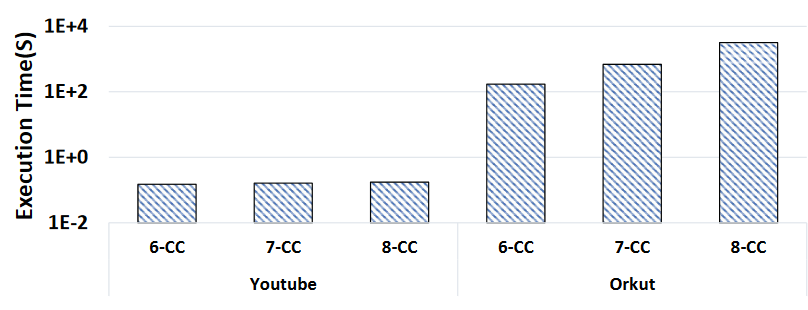 Execution Time(S)
1E+4
1E+2
1E+0
1E-2
6-CC 7-CC 8-CC 6-CC 7-CC 8-CC
Youtube Orkut